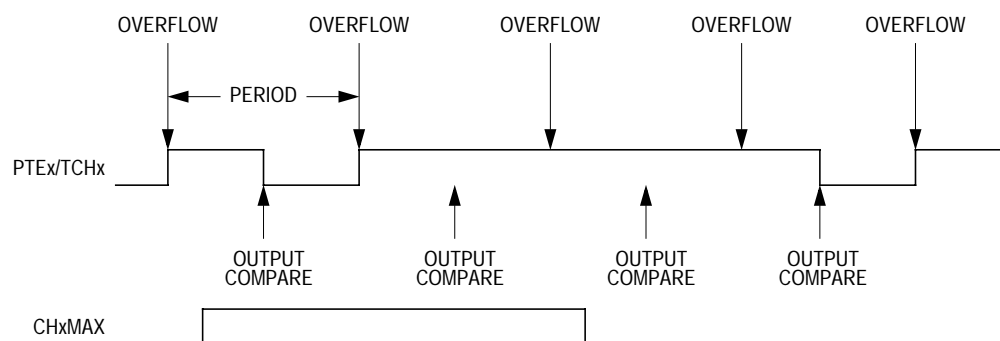 OVERFLOW OVERFLOW OVERFLOW OVERFLOW OVERFLOW
PERIOD
PTEx/TCHx
OUTPUT COMPARE
OUTPUT COMPARE
OUTPUT COMPARE
OUTPUT COMPARE
CHxMAX